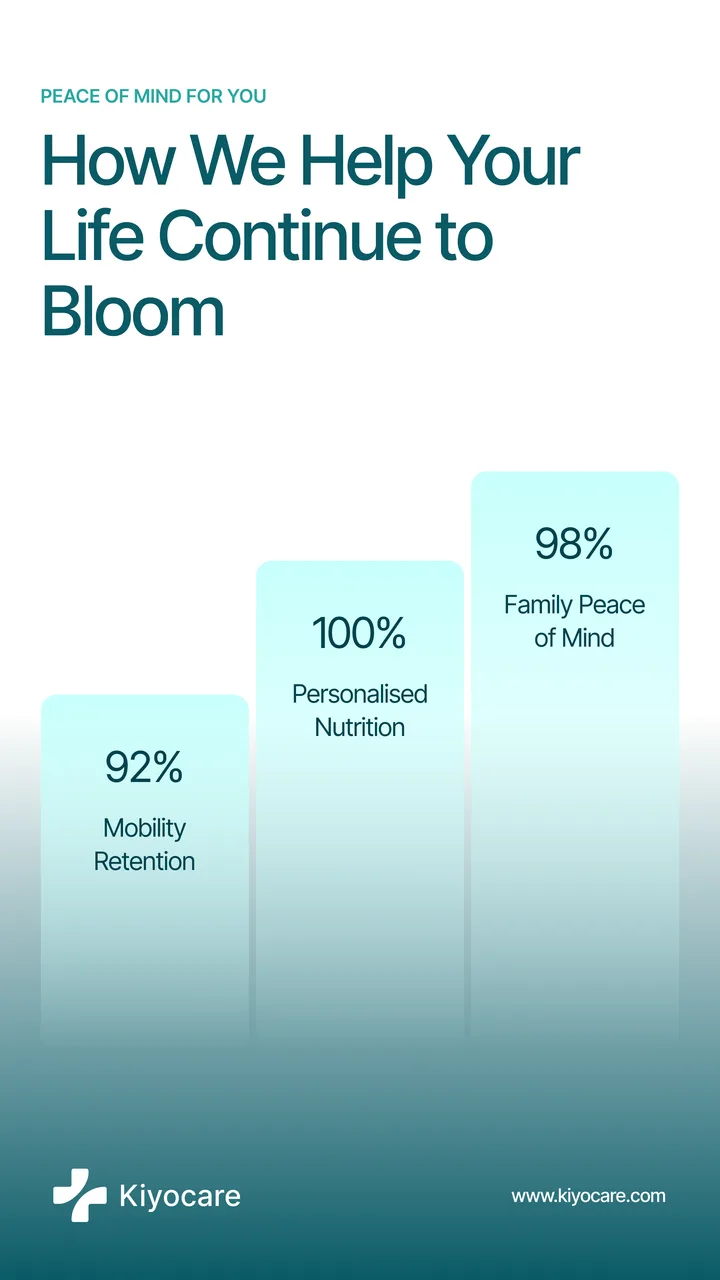 PEACE OF MIND FOR YOU
How We Help Your
Life Continue to
Bloom
92%
Mobility
Retention
100%
Personalised
Nutrition
98%
Family Peace
of Mind
Kiyocare
www.kiyocare.com